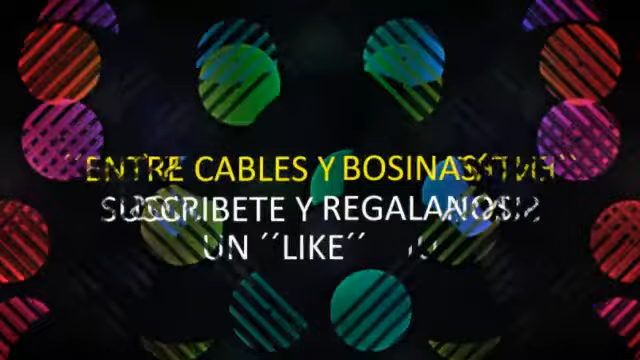 ´´ENTRE CABLES Y BOSINAS´´
SUSCRIBETE Y REGALANOS
UN ´´LIKE´´